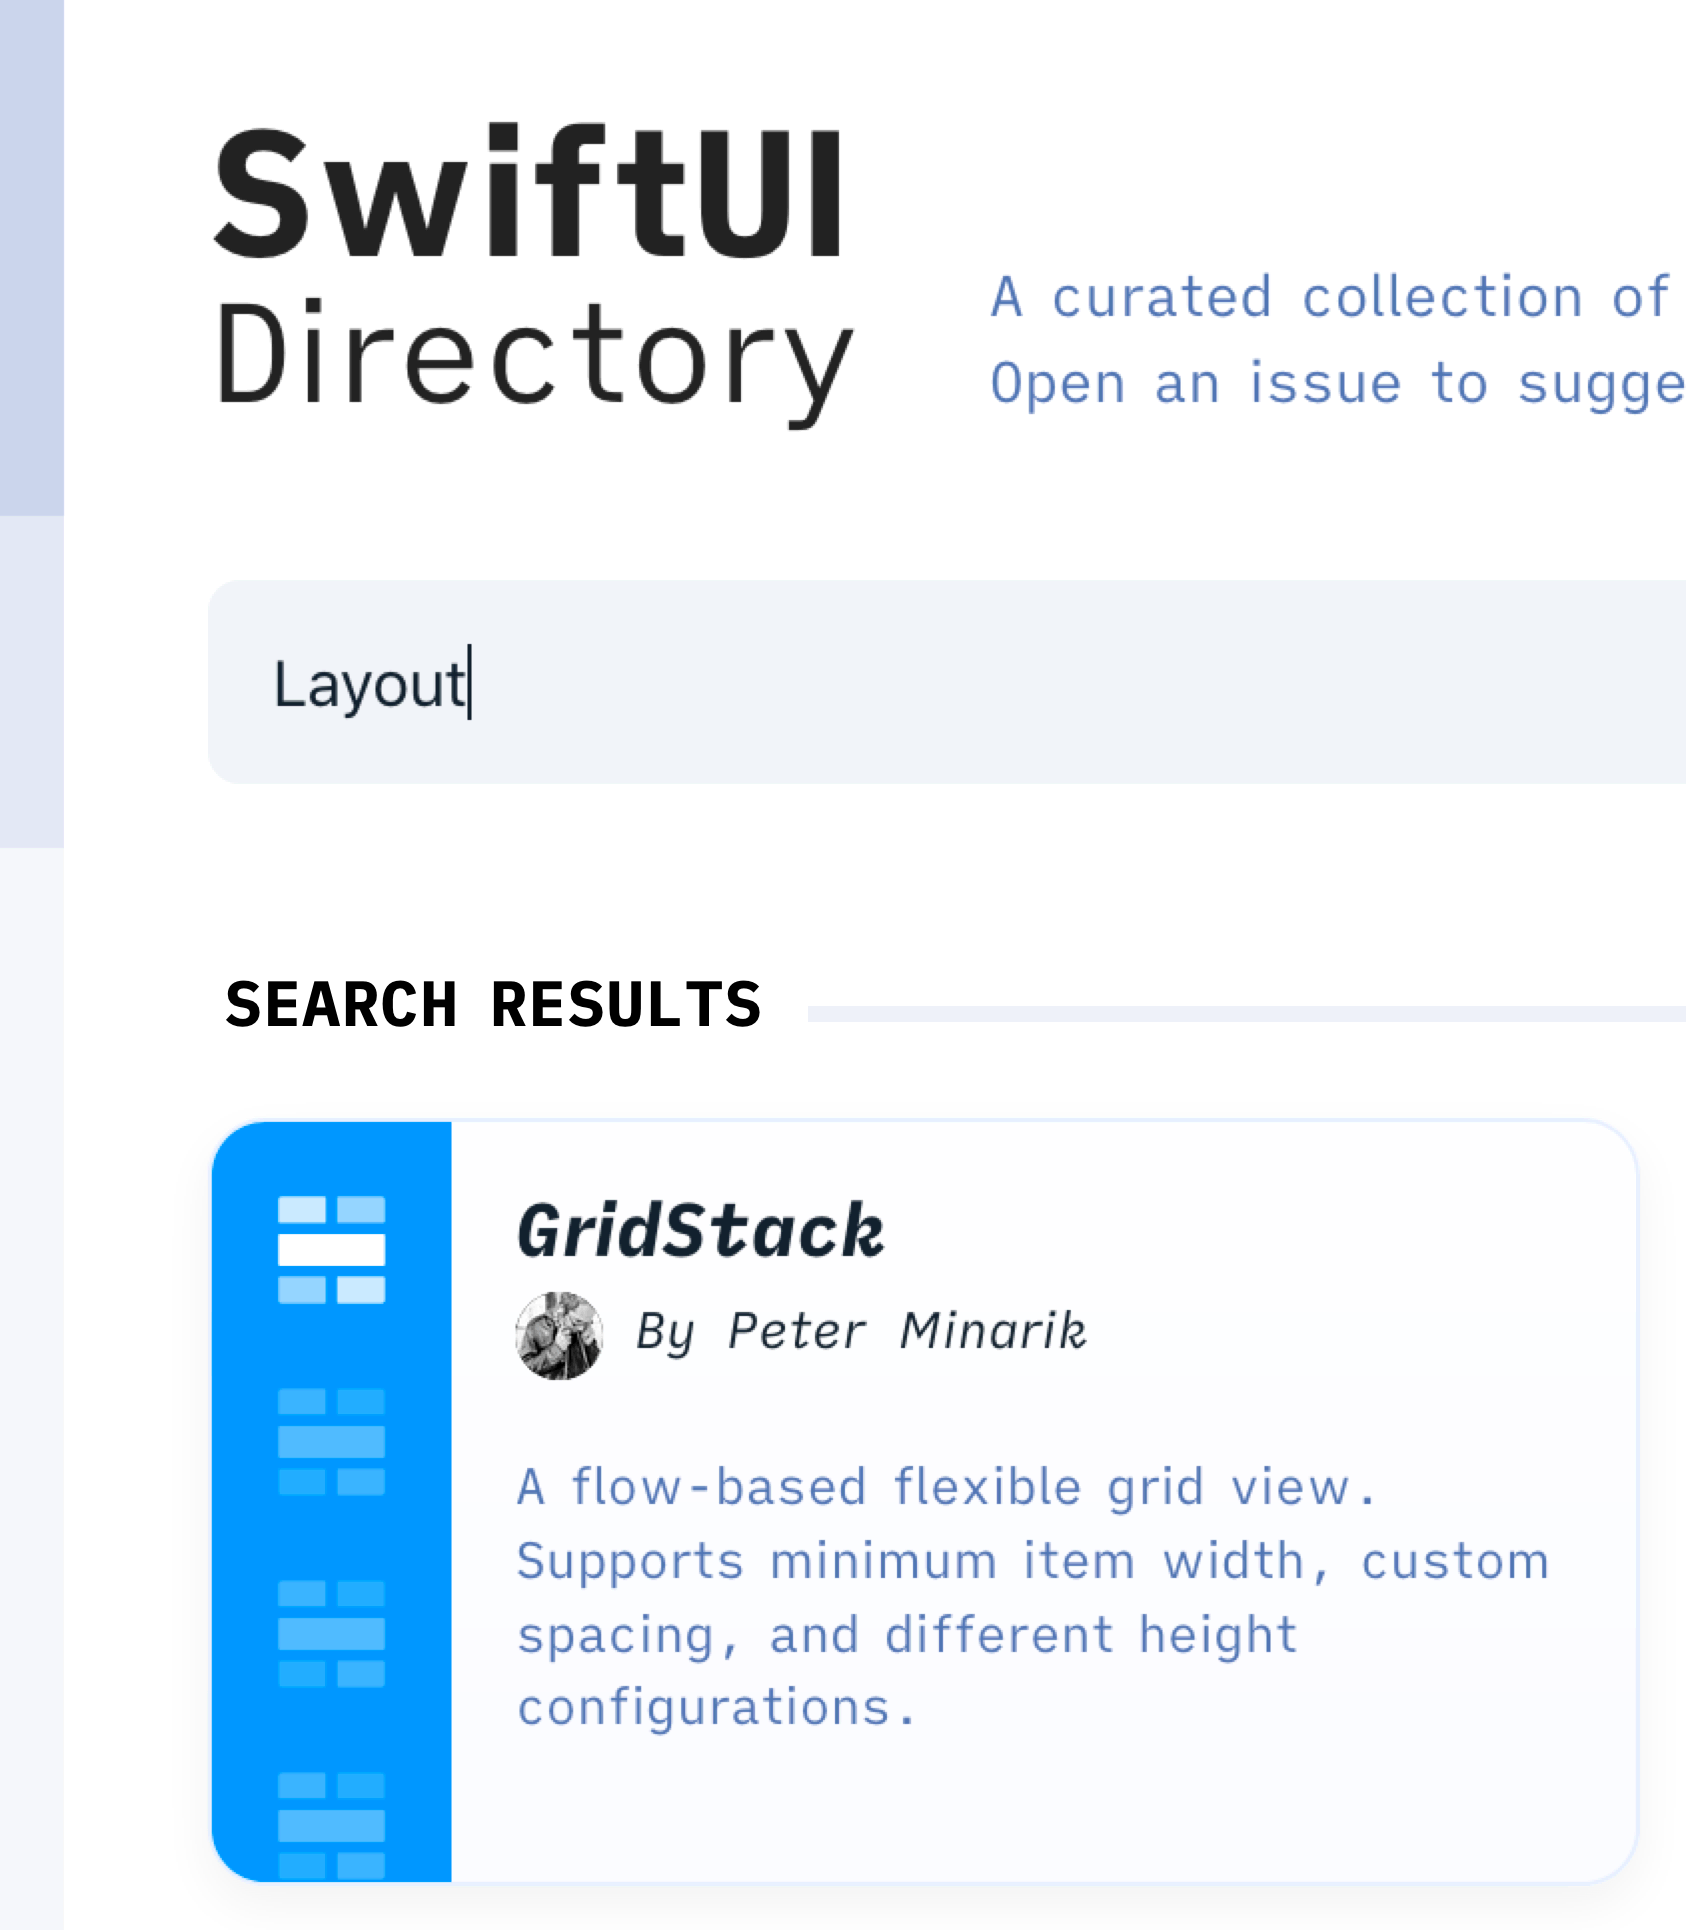 SwiftUI
Directory
A curated collection of
Open an issue to sugge
Layout
SEARCH RESULTS
GridStack
By Peter Minarik
A flow-based flexible grid view.
Supports minimum item width, custom
spacing, and different height
configurations.